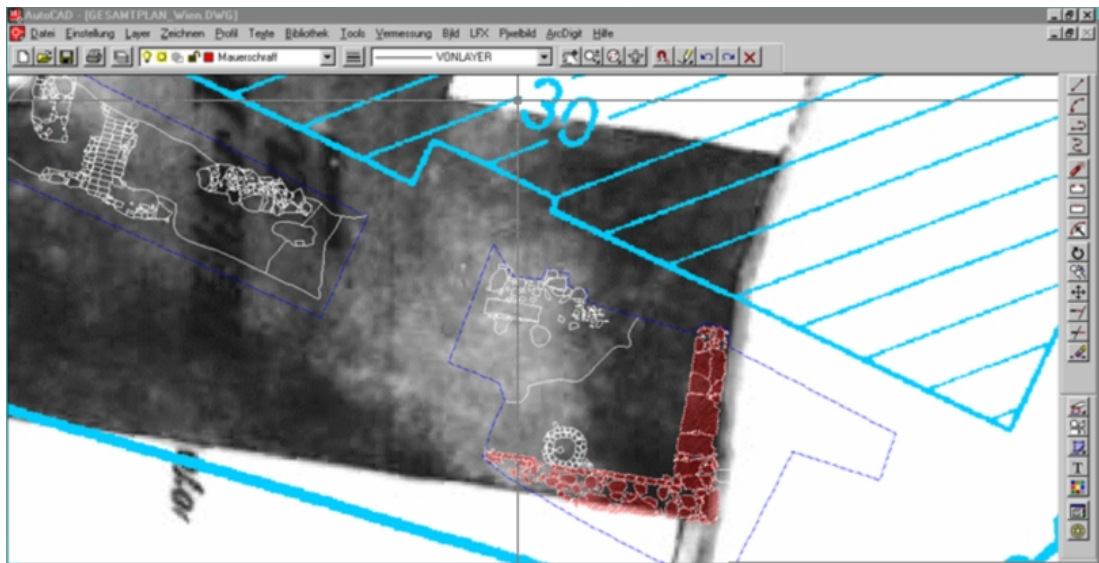 AutoCAD - [GESAMTPLAN_Wien.DWG]
Datei Einstellung Layer Zeichnen Profil Texte Bibliothek Tools Vermessung Bild LFX Pixelbild ArcDigit Hilfe
Mauerschraff VONLAYER
30
T